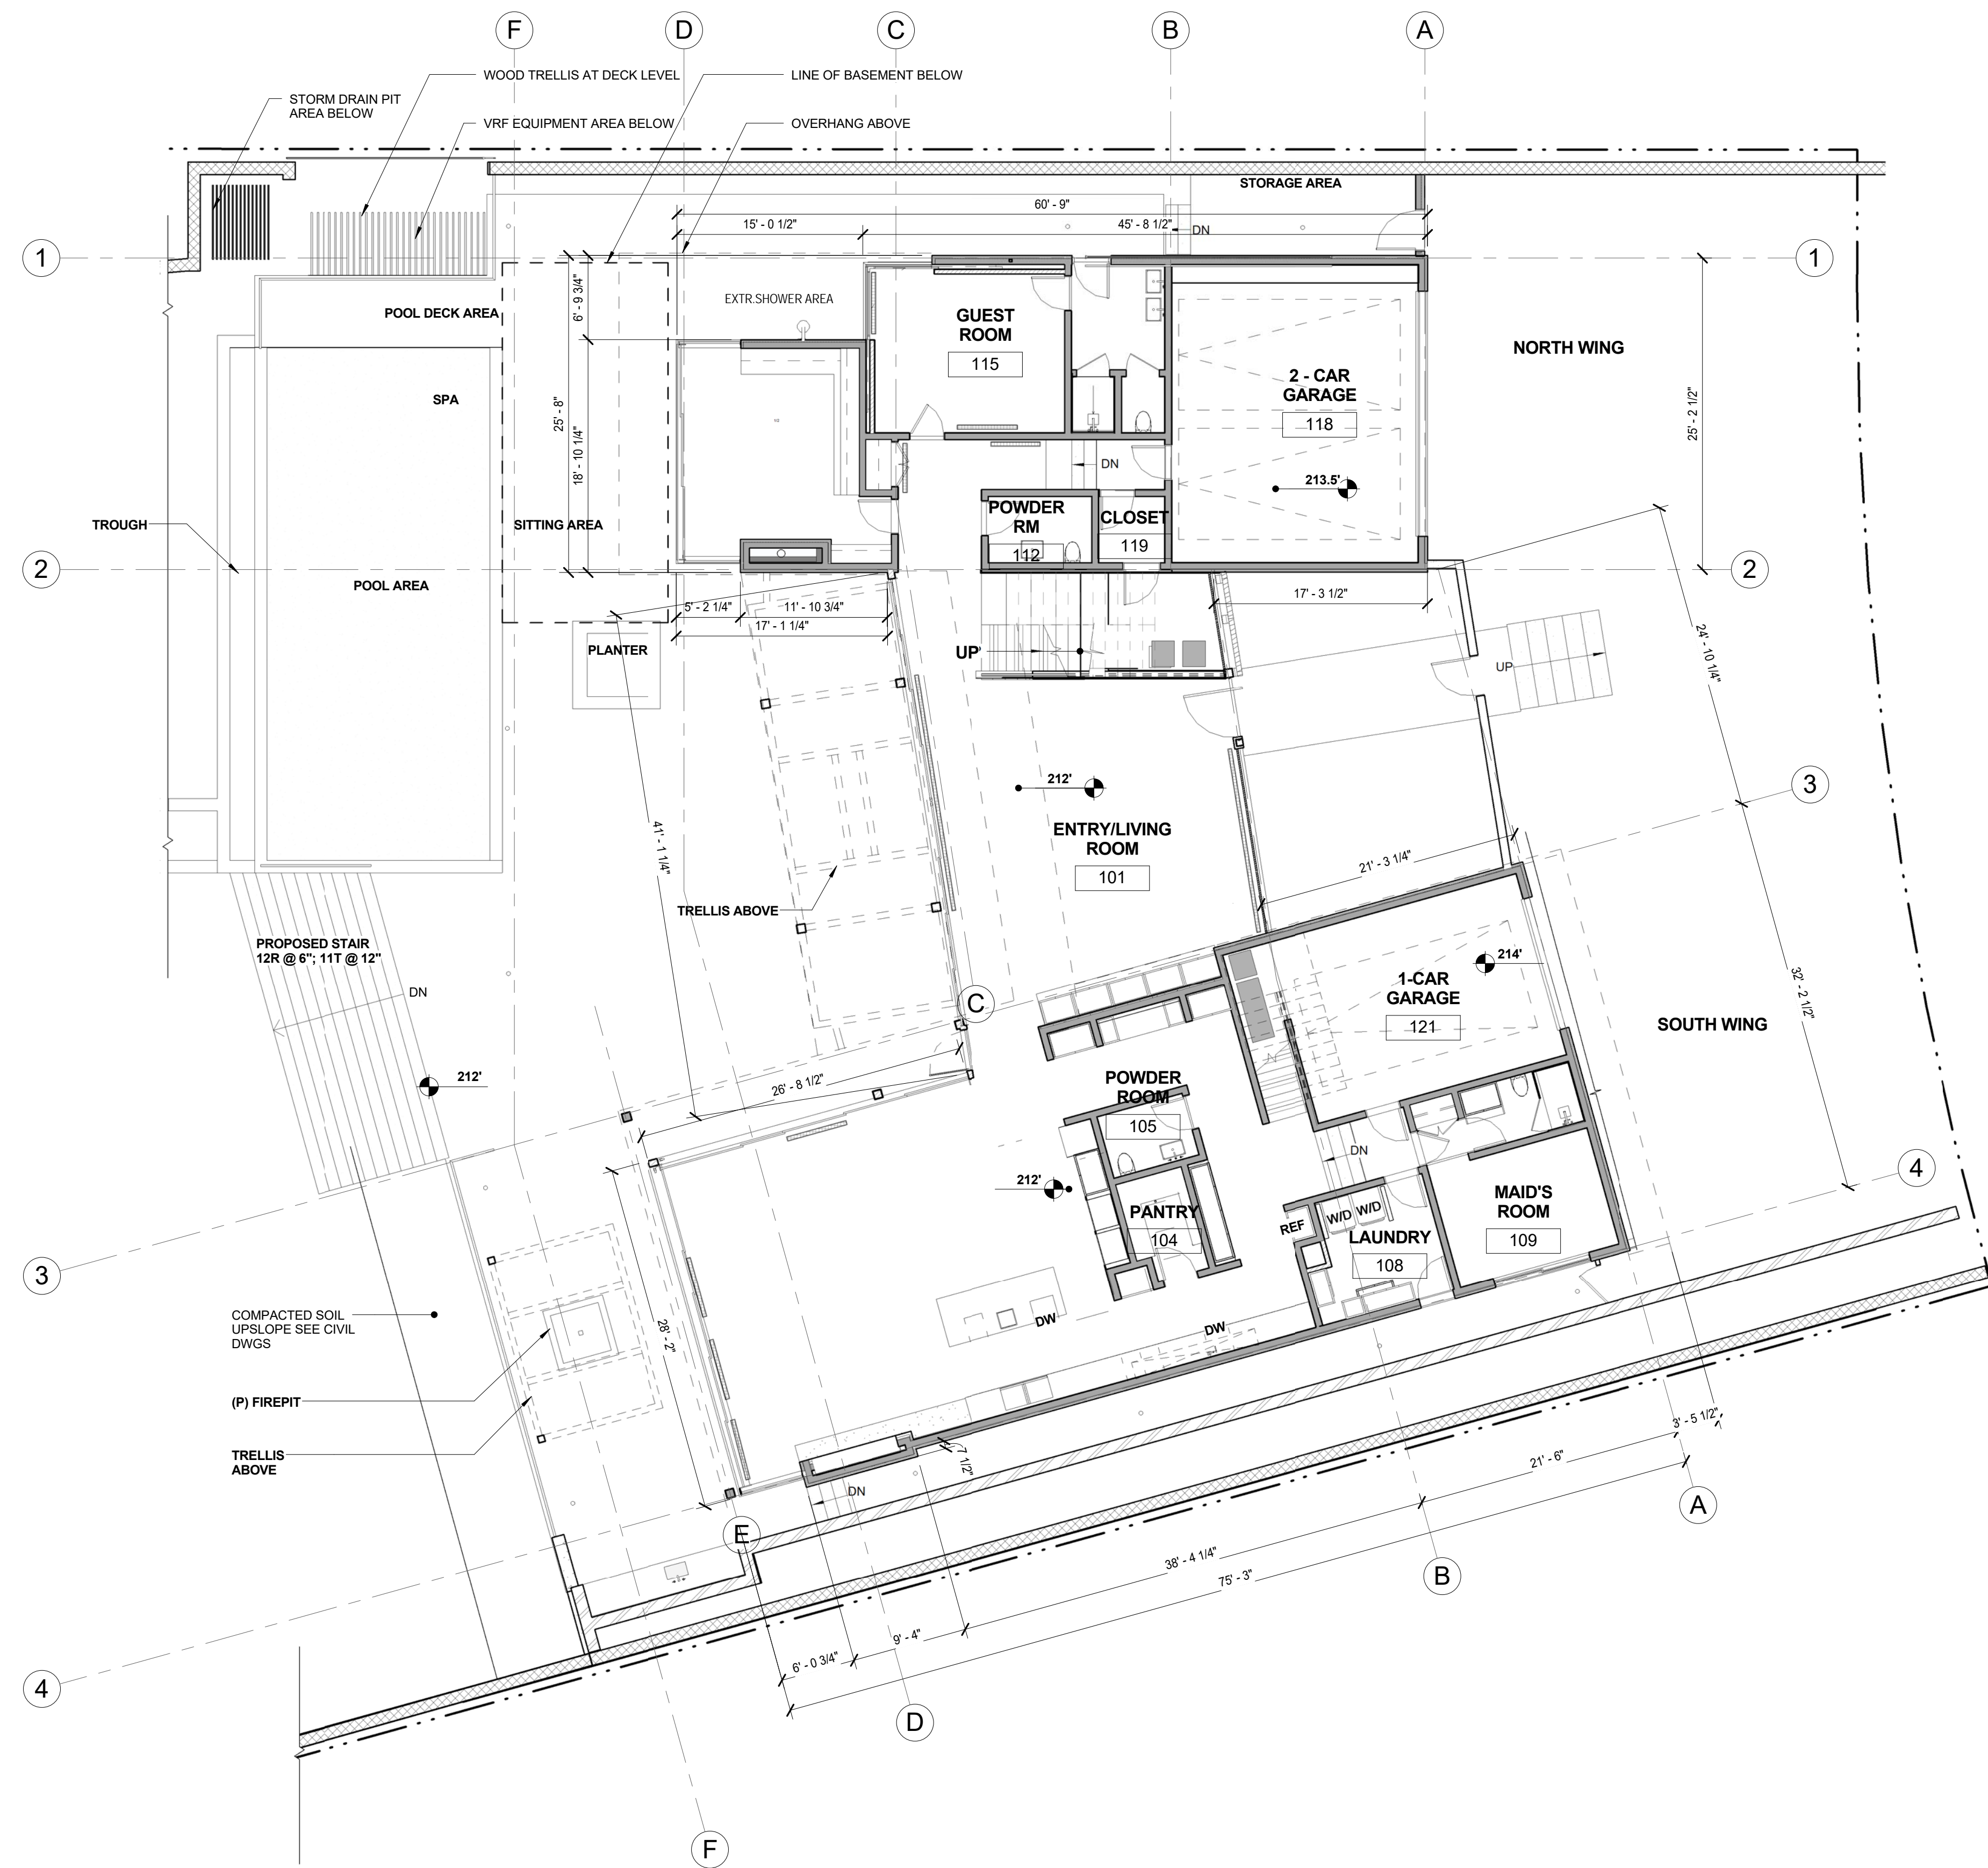 F
D
C
B
A
WOOD TRELLIS AT DECK LEVEL
LINE OF BASEMENT BELOW
STORM DRAIN PIT
AREA BELOW
VRF EQUIPMENT AREA BELOW
OVERHANG ABOVE
STORAGE AREA
60' - 9"
15' - 0 1/2"
45' - 8 1/2"
DN
1
1
6' - 9 3/4"
EXTR.SHOWER AREA
POOL DECK AREA
GUEST
ROOM
115
NORTH WING
2 - CAR
GARAGE
118
SPA
25' - 8"
18' - 10 1/4"
25' - 2 1/2"
DN
213.5'
POWDER
RM
112
CLOSET
119
TROUGH
SITTING AREA
2
2
POOL AREA
5' - 2 1/4"
11' - 10 3/4"
17' - 1 1/4"
17' - 3 1/2"
PLANTER
UP
UP
24' - 10 1/4"
212'
3
41' - 1 1/4"
ENTRY/LIVING
ROOM
101
21' - 3 1/4"
TRELLIS ABOVE
PROPOSED STAIR
12R @ 6"; 11T @ 12"
DN
214'
1-CAR
GARAGE
121
C
32' - 2 1/2"
SOUTH WING
212'
26' - 8 1/2"
POWDER
ROOM
105
DN
4
212'
PANTRY
104
MAID'S
ROOM
109
REF
W/D
W/D
LAUNDRY
108
3
COMPACTED SOIL
UPSLOPE SEE CIVIL
DWGS
28' - 2"
DW
DW
(P) FIREPIT
TRELLIS
ABOVE
3' - 5 1/2"
7 1/2"
21' - 6"
DN
A
E
38' - 4 1/4"
75' - 3"
B
9' - 4"
6' - 0 3/4"
4
D
F